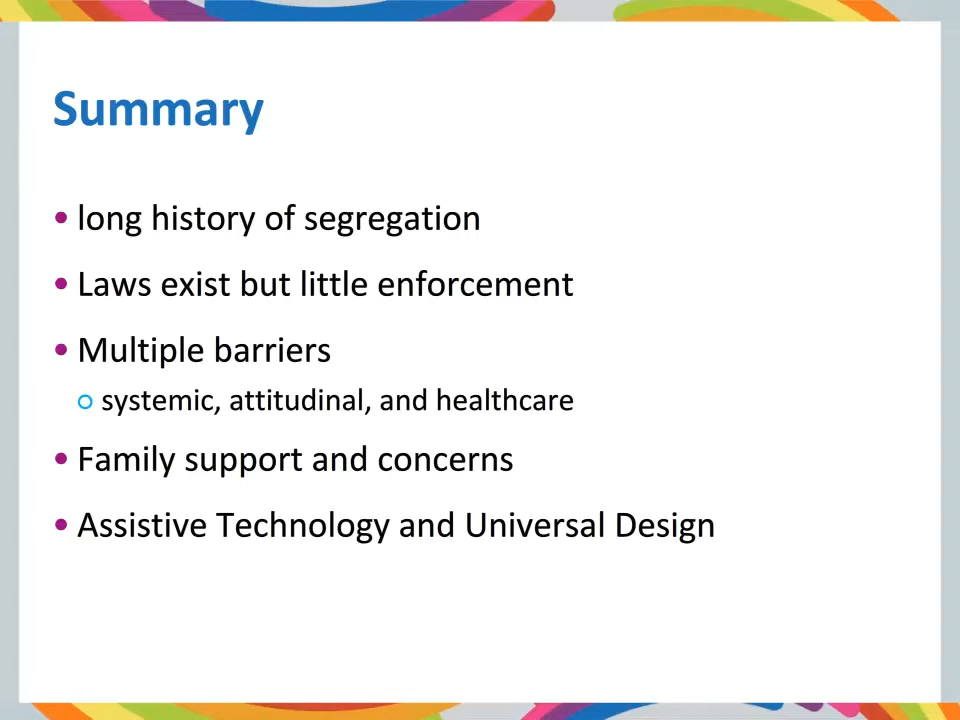 Summary
• long history of segregation
• Laws exist but little enforcement
• Multiple barriers
○ systemic, attitudinal, and healthcare
• Family support and concerns
• Assistive Technology and Universal Design